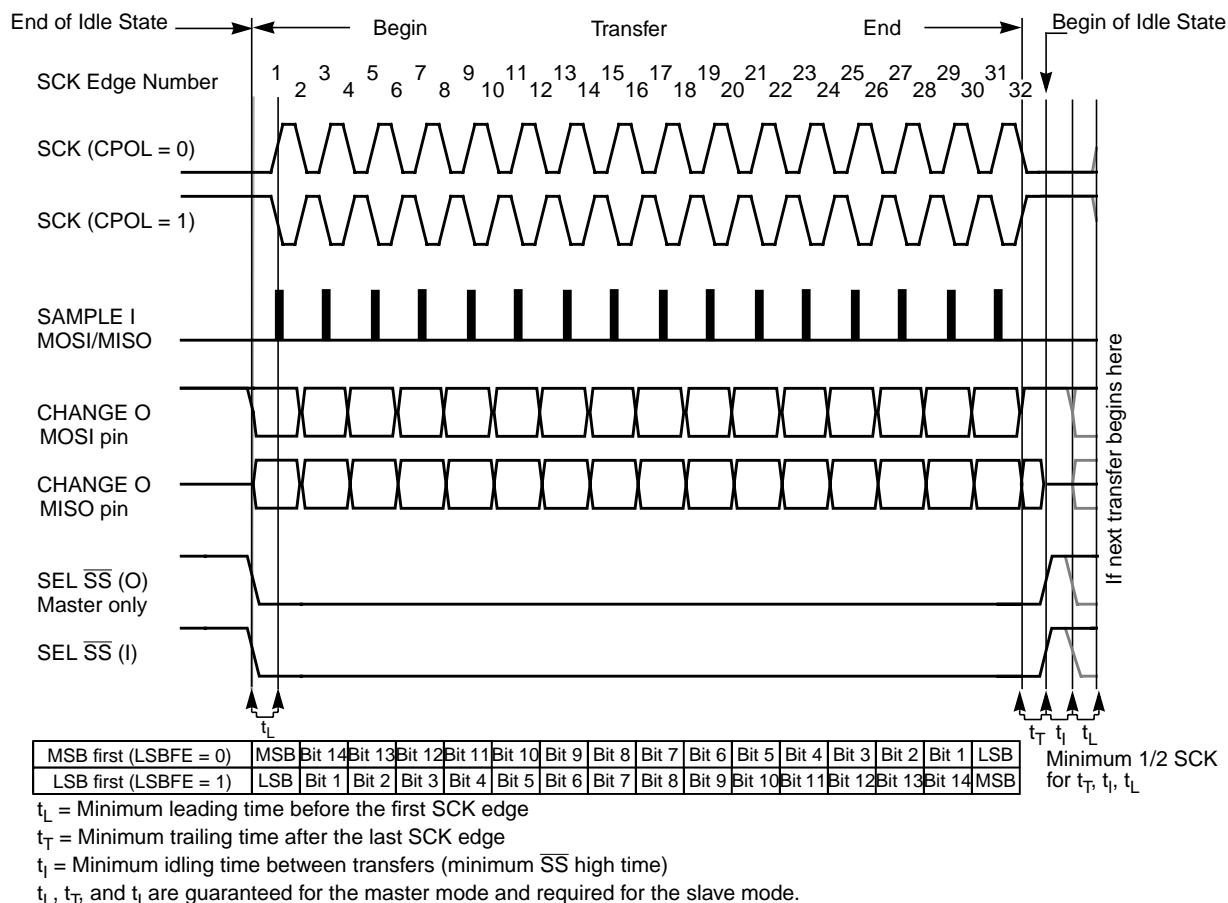 End of Idle State
Begin
Transfer
End
Begin of Idle State
SCK Edge Number
1 2 3 4 5 6 7 8 9 10 11 12 13 14 15 16 17 18 19 20 21 22 23 24 25 26 27 28 29 30 31 32
SCK (CPOL = 0)
SCK (CPOL = 1)
SAMPLE I
MOSI/MISO
CHANGE O
MOSI pin
CHANGE O
MISO pin
SEL S̅S̅ (O)
Master only
SEL S̅S̅ (I)
If next transfer begins here
tL
tT tI tL
MSB first (LSBFE = 0) MSB Bit 14 Bit 13 Bit 12 Bit 11 Bit 10 Bit 9 Bit 8 Bit 7 Bit 6 Bit 5 Bit 4 Bit 3 Bit 2 Bit 1 LSB
LSB first (LSBFE = 1) LSB Bit 1 Bit 2 Bit 3 Bit 4 Bit 5 Bit 6 Bit 7 Bit 8 Bit 9 Bit 10 Bit 11 Bit 12 Bit 13 Bit 14 MSB
Minimum 1/2 SCK
for tT, tI, tL
tL = Minimum leading time before the first SCK edge
tT = Minimum trailing time after the last SCK edge
tI = Minimum idling time between transfers (minimum S̅S̅ high time)
tL, tT, and tI are guaranteed for the master mode and required for the slave mode.